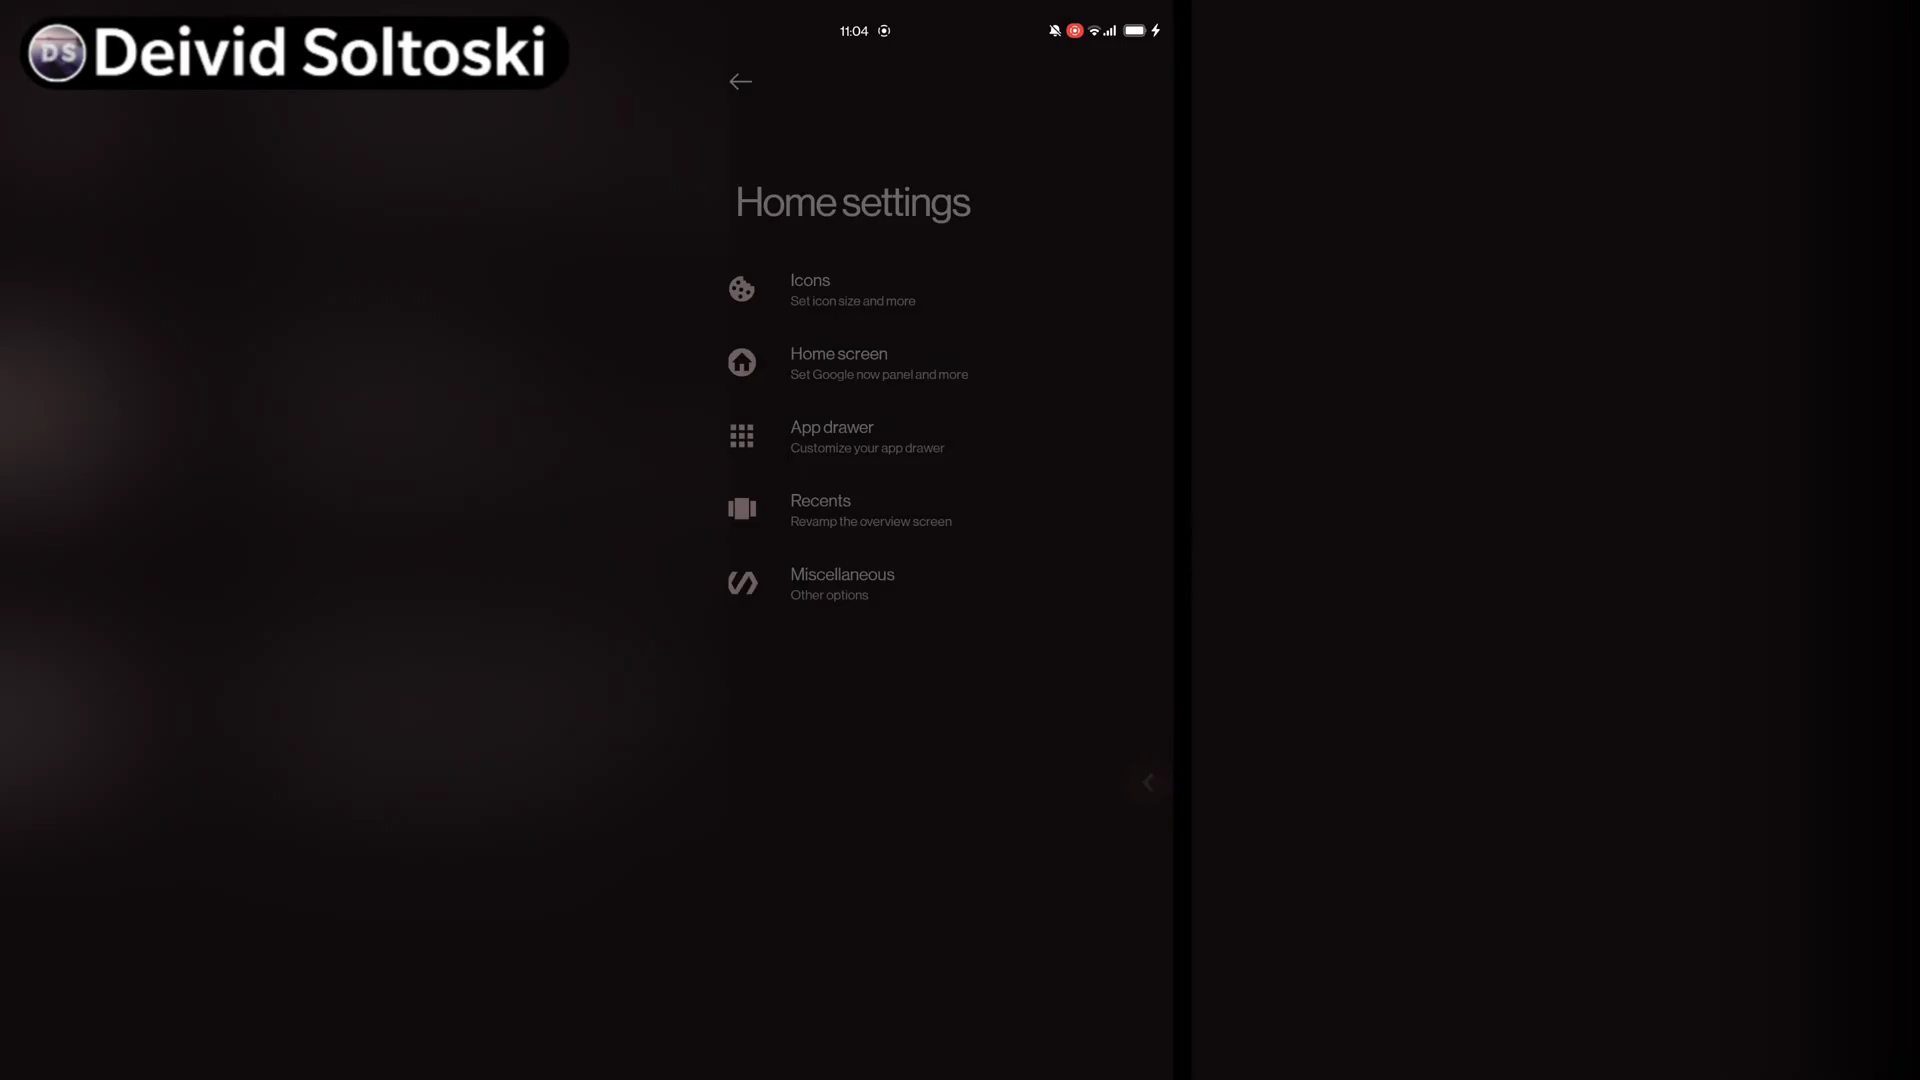 DS Deivid Soltoski
11:04
Home settings
Icons
Set icon size and more
Home screen
Set Google now panel and more
App drawer
Customize your app drawer
Recents
Revamp the overview screen
Miscellaneous
Other options